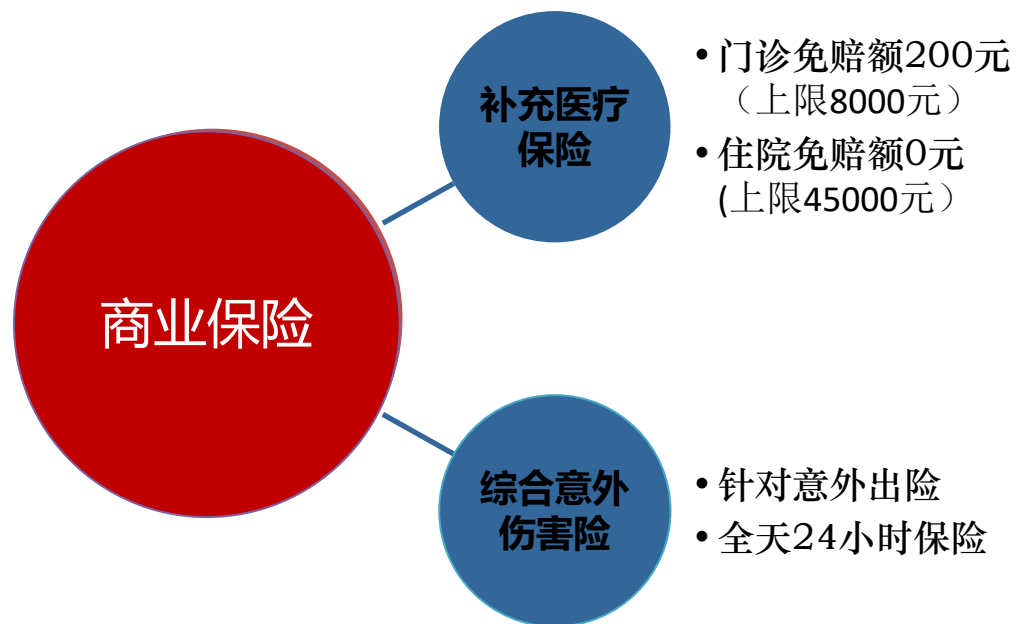 商业保险
补充医疗
保险
• 门诊免赔额200元
（上限8000元）
• 住院免赔额0元
(上限45000元）
综合意外
伤害险
• 针对意外出险
• 全天24小时保险